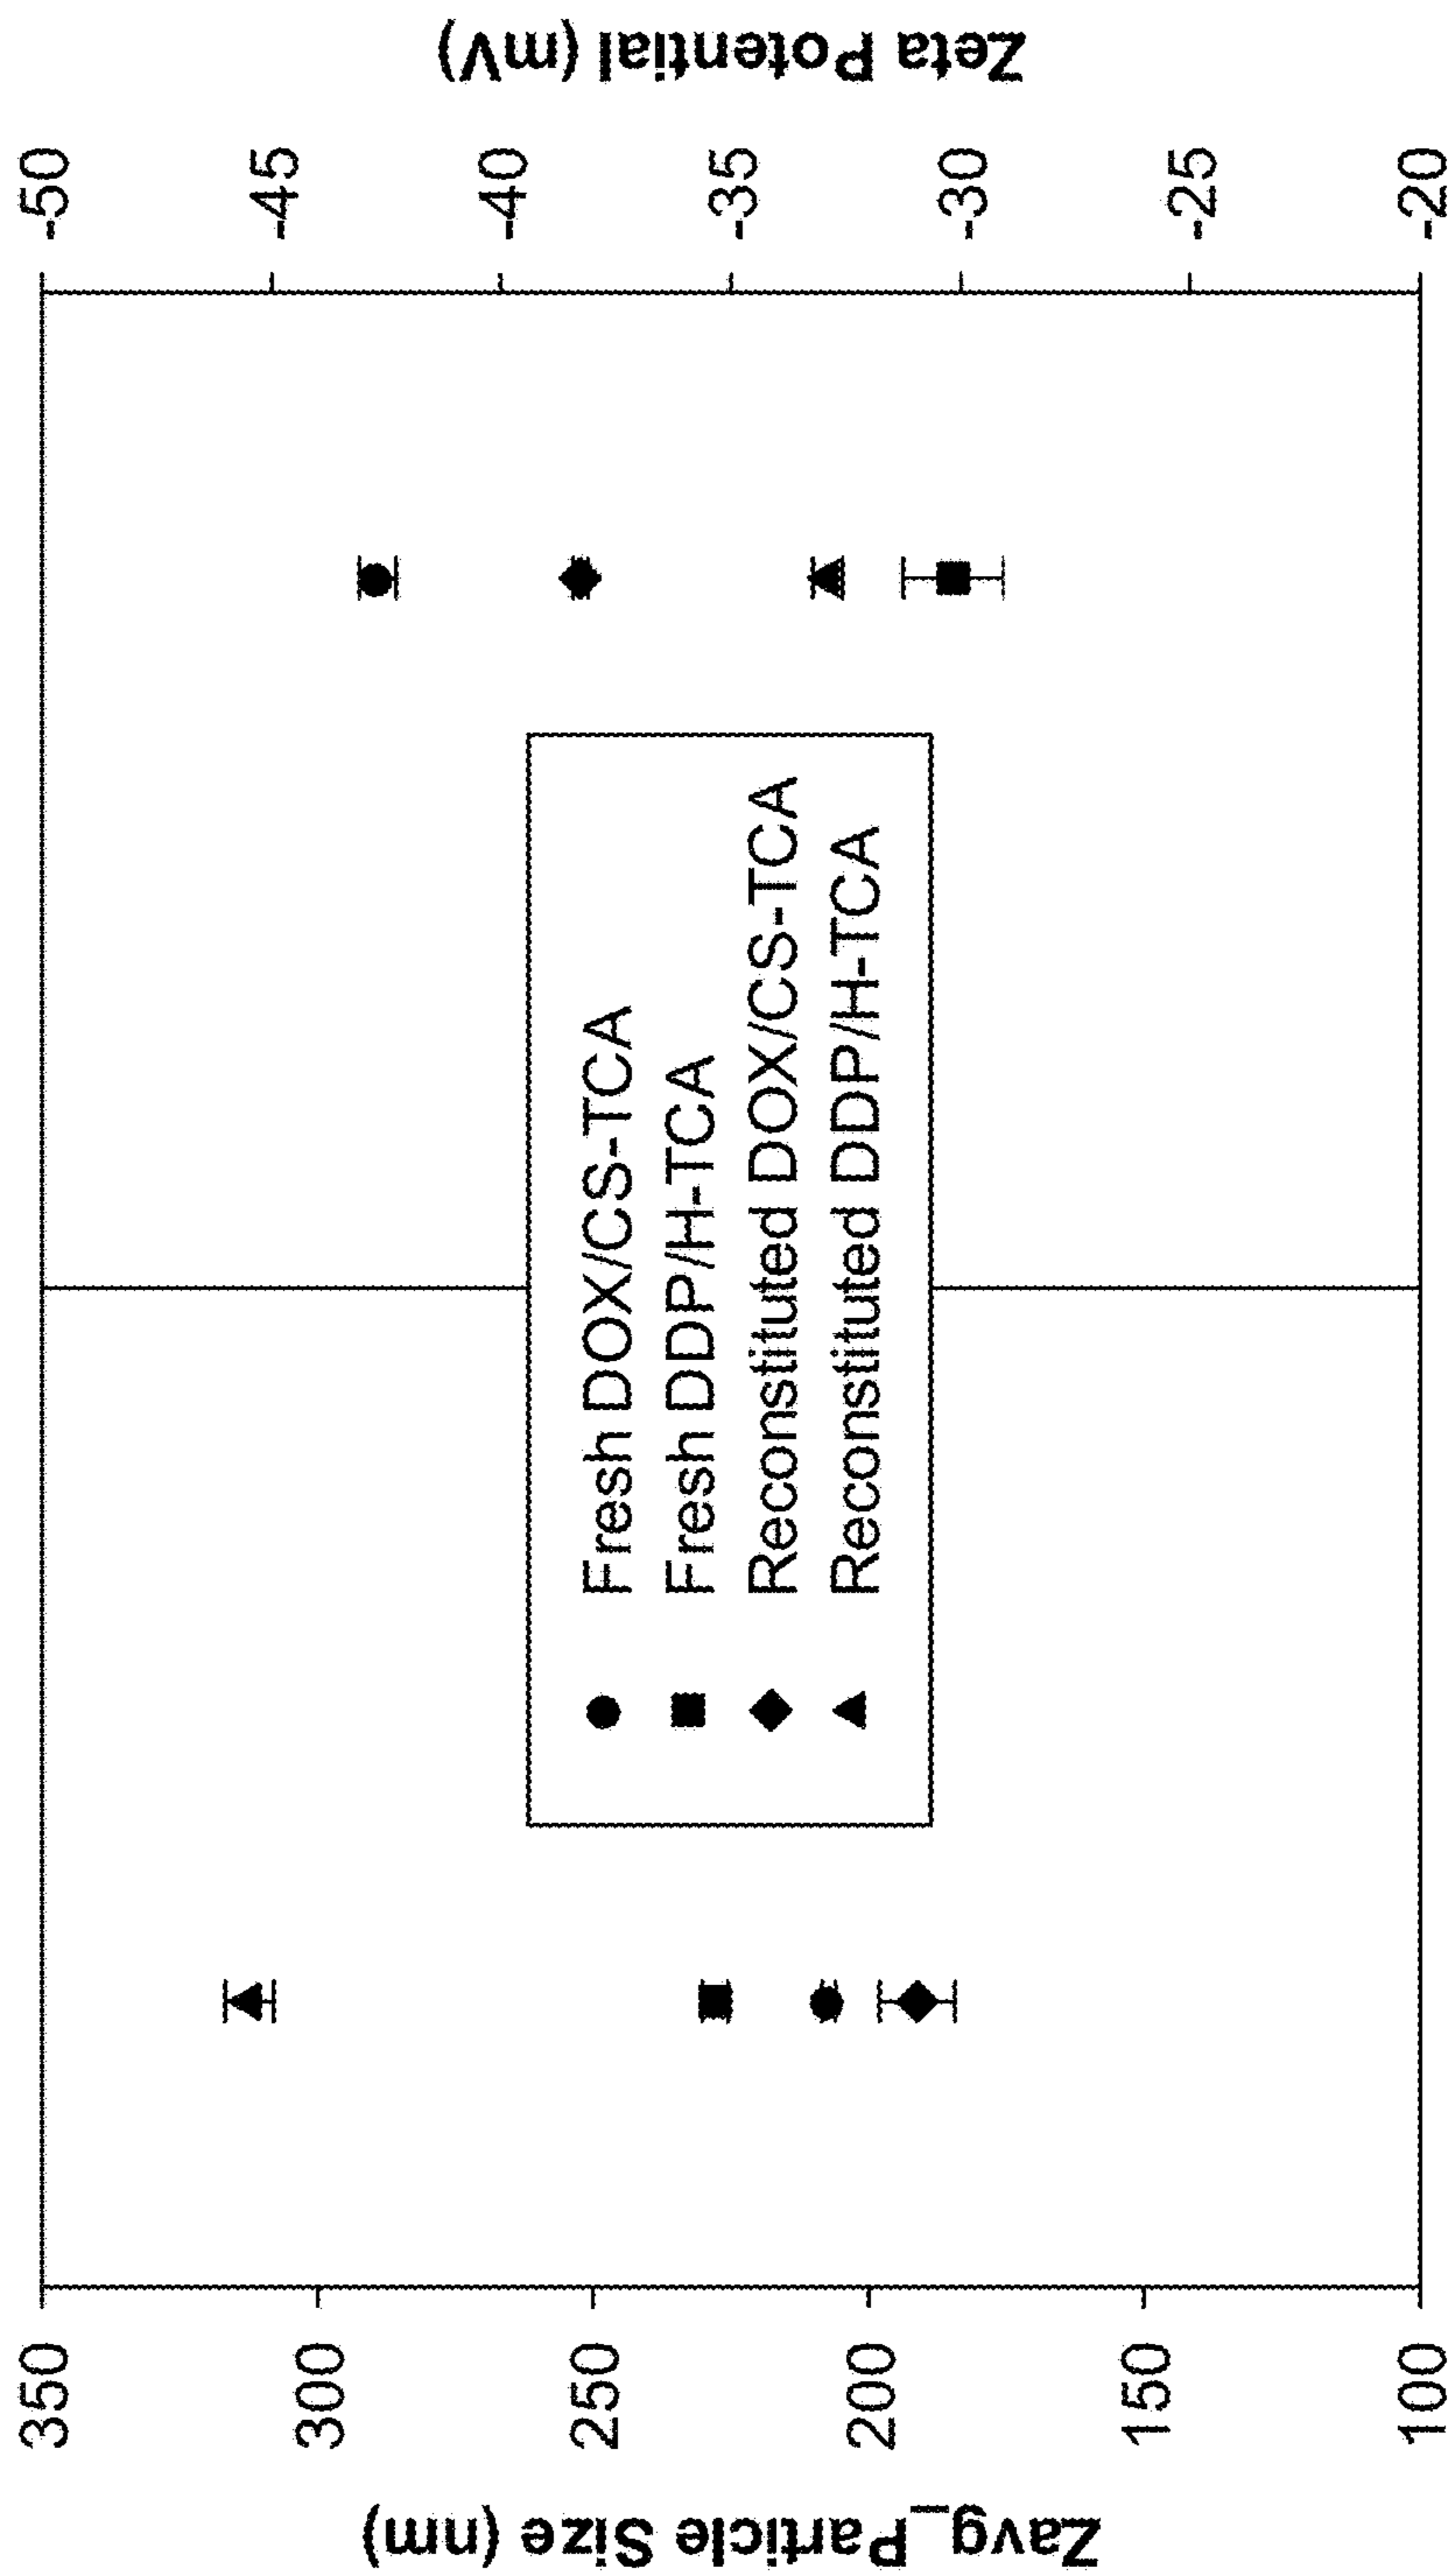 Zavg_Particle Size (nm)
350
300
250
200
150
100
Fresh DOX/CS-TCA
Fresh DDP/H-TCA
Reconstituted DOX/CS-TCA
Reconstituted DDP/H-TCA
-50
-45
-40
-35
-30
-25
-20
Zeta Potential (mV)